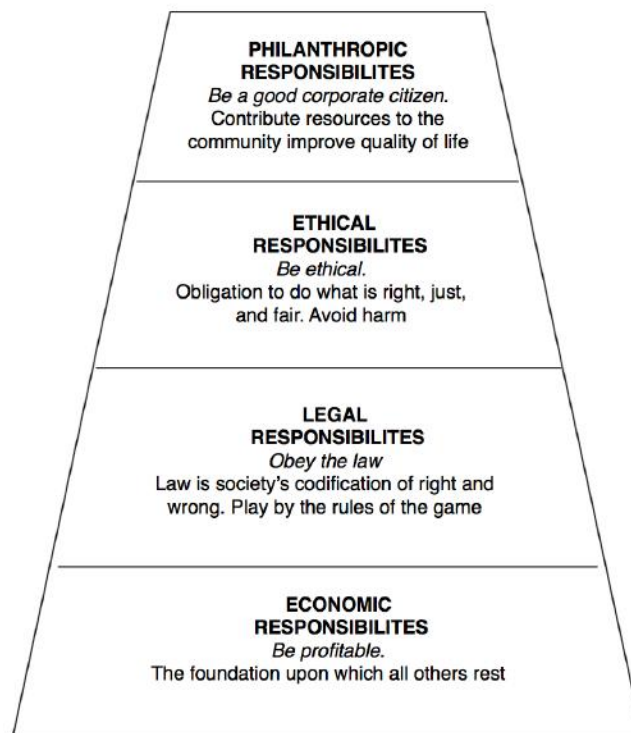 PHILANTHROPIC
RESPONSIBILITES
Be a good corporate citizen.
Contribute resources to the
community improve quality of life
ETHICAL
RESPONSIBILITES
Be ethical.
Obligation to do what is right, just,
and fair. Avoid harm
LEGAL
RESPONSIBILITES
Obey the law
Law is society's codification of right and
wrong. Play by the rules of the game
ECONOMIC
RESPONSIBILITES
Be profitable.
The foundation upon which all others rest